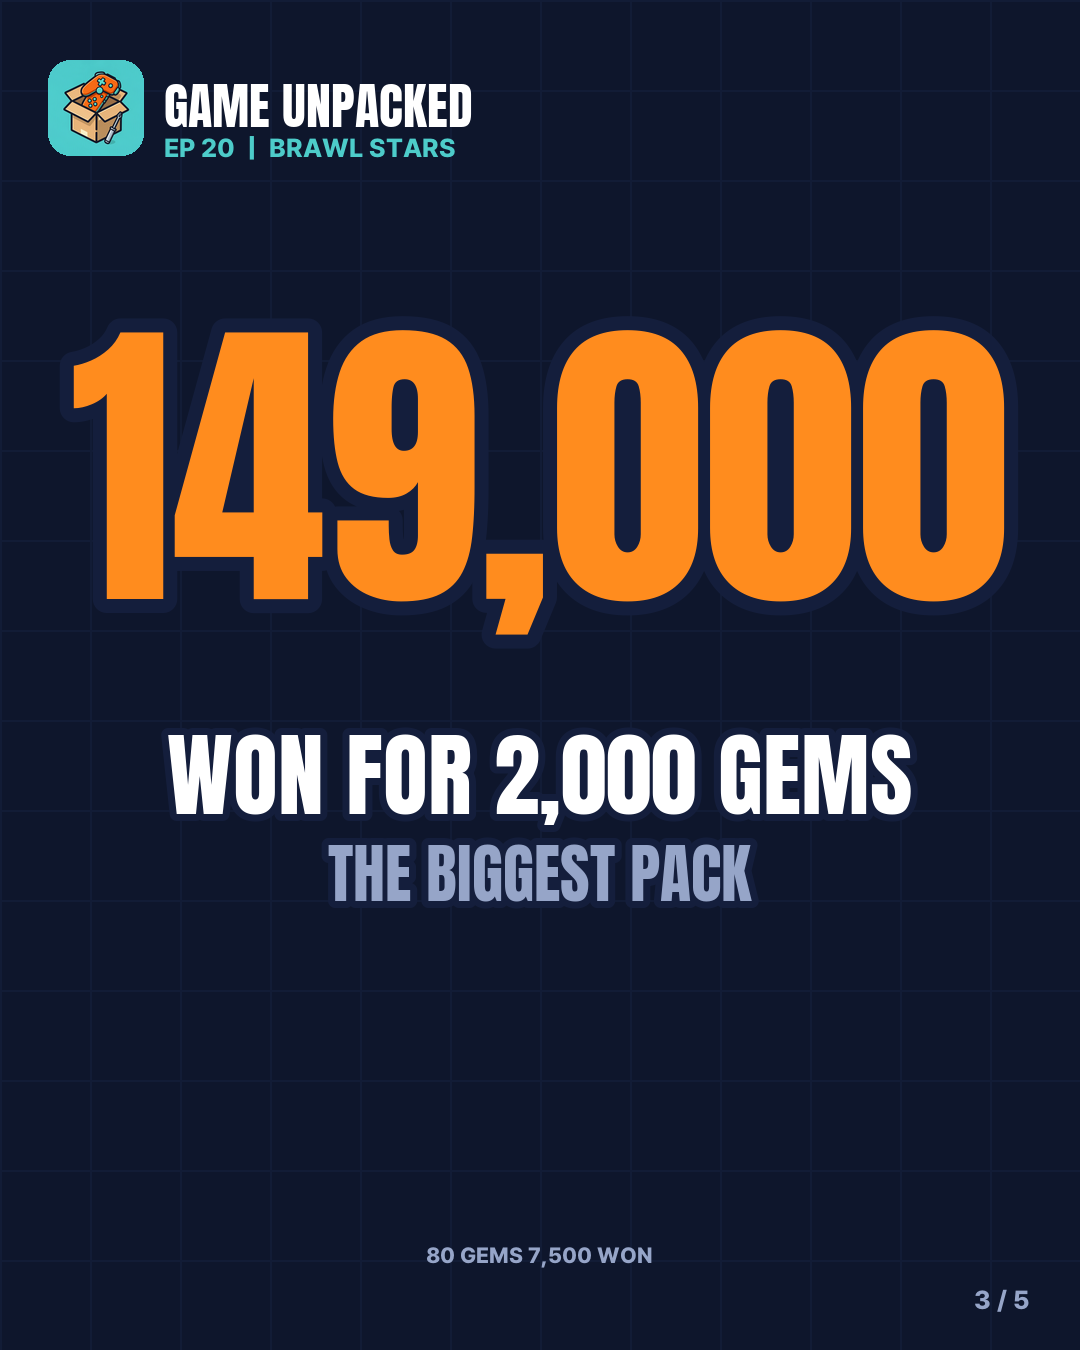 GAME UNPACKED
EP 20 | BRAWL STARS
149,000
WON FOR 2,000 GEMS
THE BIGGEST PACK
80 GEMS 7,500 WON
3 / 5